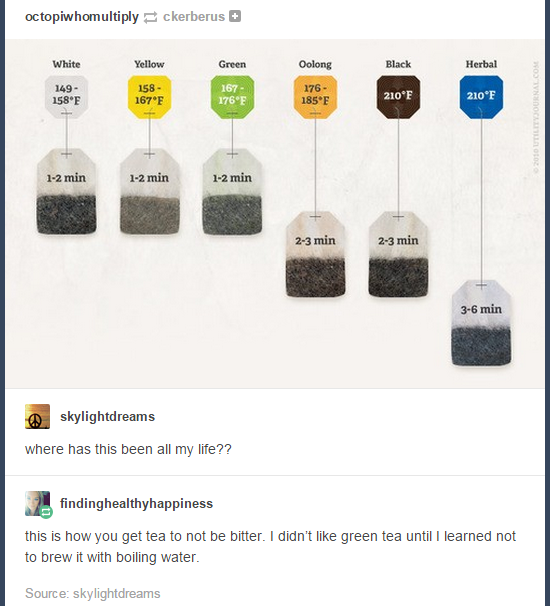 octopiwhomultiply ckerberus
White Yellow Green Oolong Black Herbal
149 - 158 - 167 - 176 -
158°F 167°F 176°F 185°F 210°F 210°F
1-2 min 1-2 min 1-2 min
2-3 min 2-3 min
3-6 min
skylightdreams
where has this been all my life??
findinghealthyhappiness
this is how you get tea to not be bitter. I didn't like green tea until I learned not
to brew it with boiling water.
Source: skylightdreams